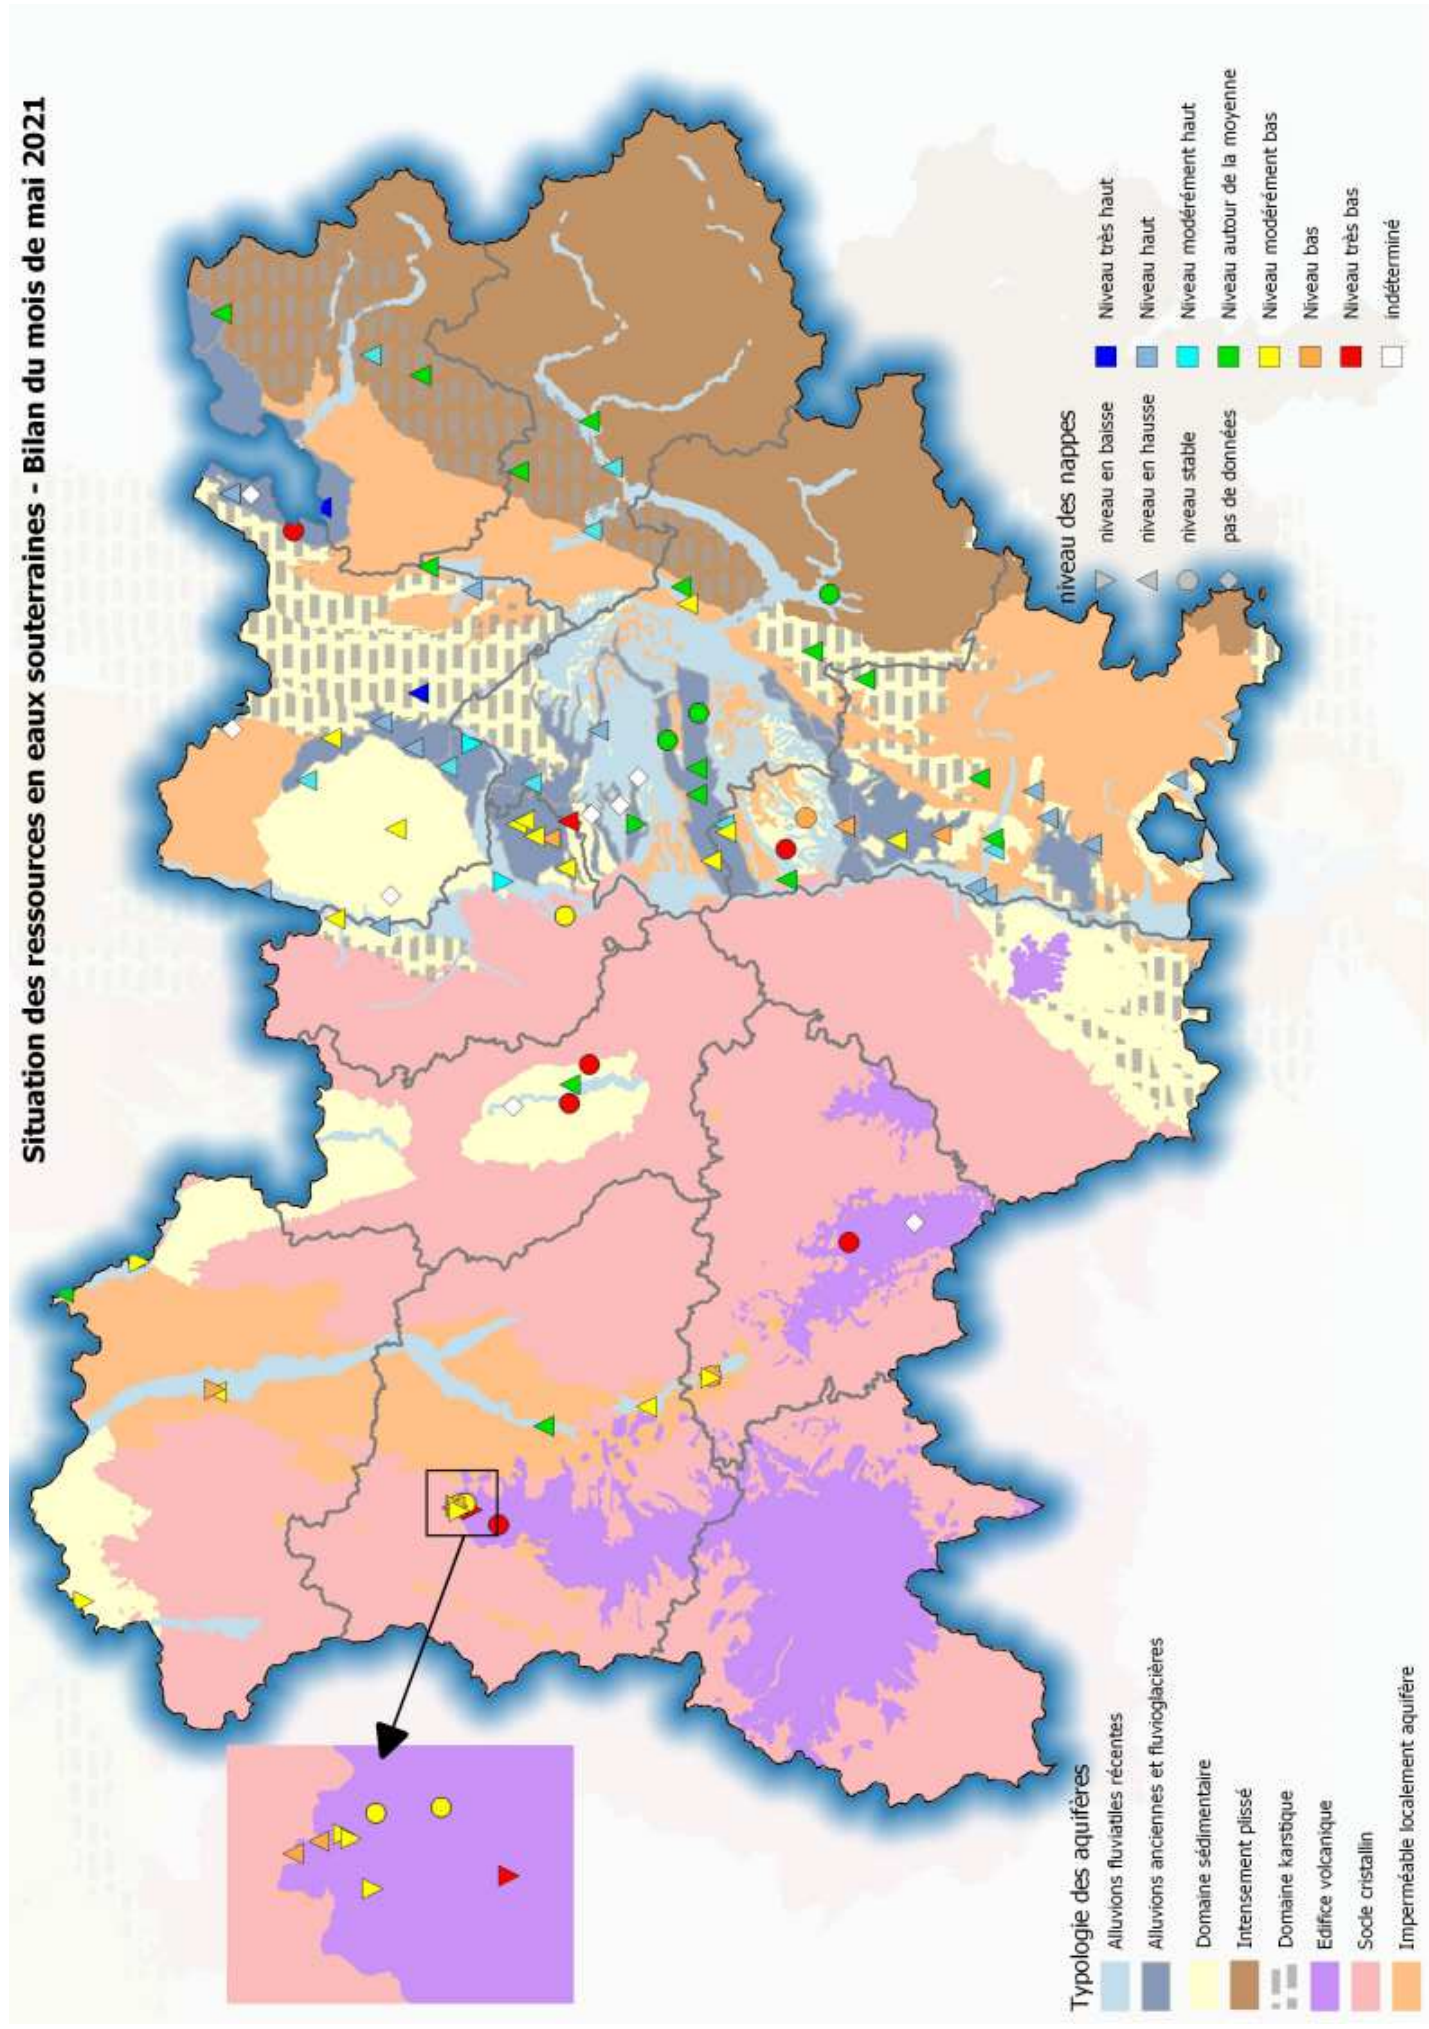 Situation des ressources en eaux souterraines - Bilan du mois de mai 2021
Typologie des aquifères
Alluvions fluviatiles récentes
Alluvions anciennes et fluvioglacières
Domaine sédimentaire
Intensement plissé
Domaine karstique
Edifice volcanique
Socle cristallin
Imperméable localement aquifère
niveau des nappes
niveau en baisse
niveau en hausse
niveau stable
pas de données
Niveau très haut
Niveau haut
Niveau modérément haut
Niveau autour de la moyenne
Niveau modérément bas
Niveau bas
Niveau très bas
indéterminé